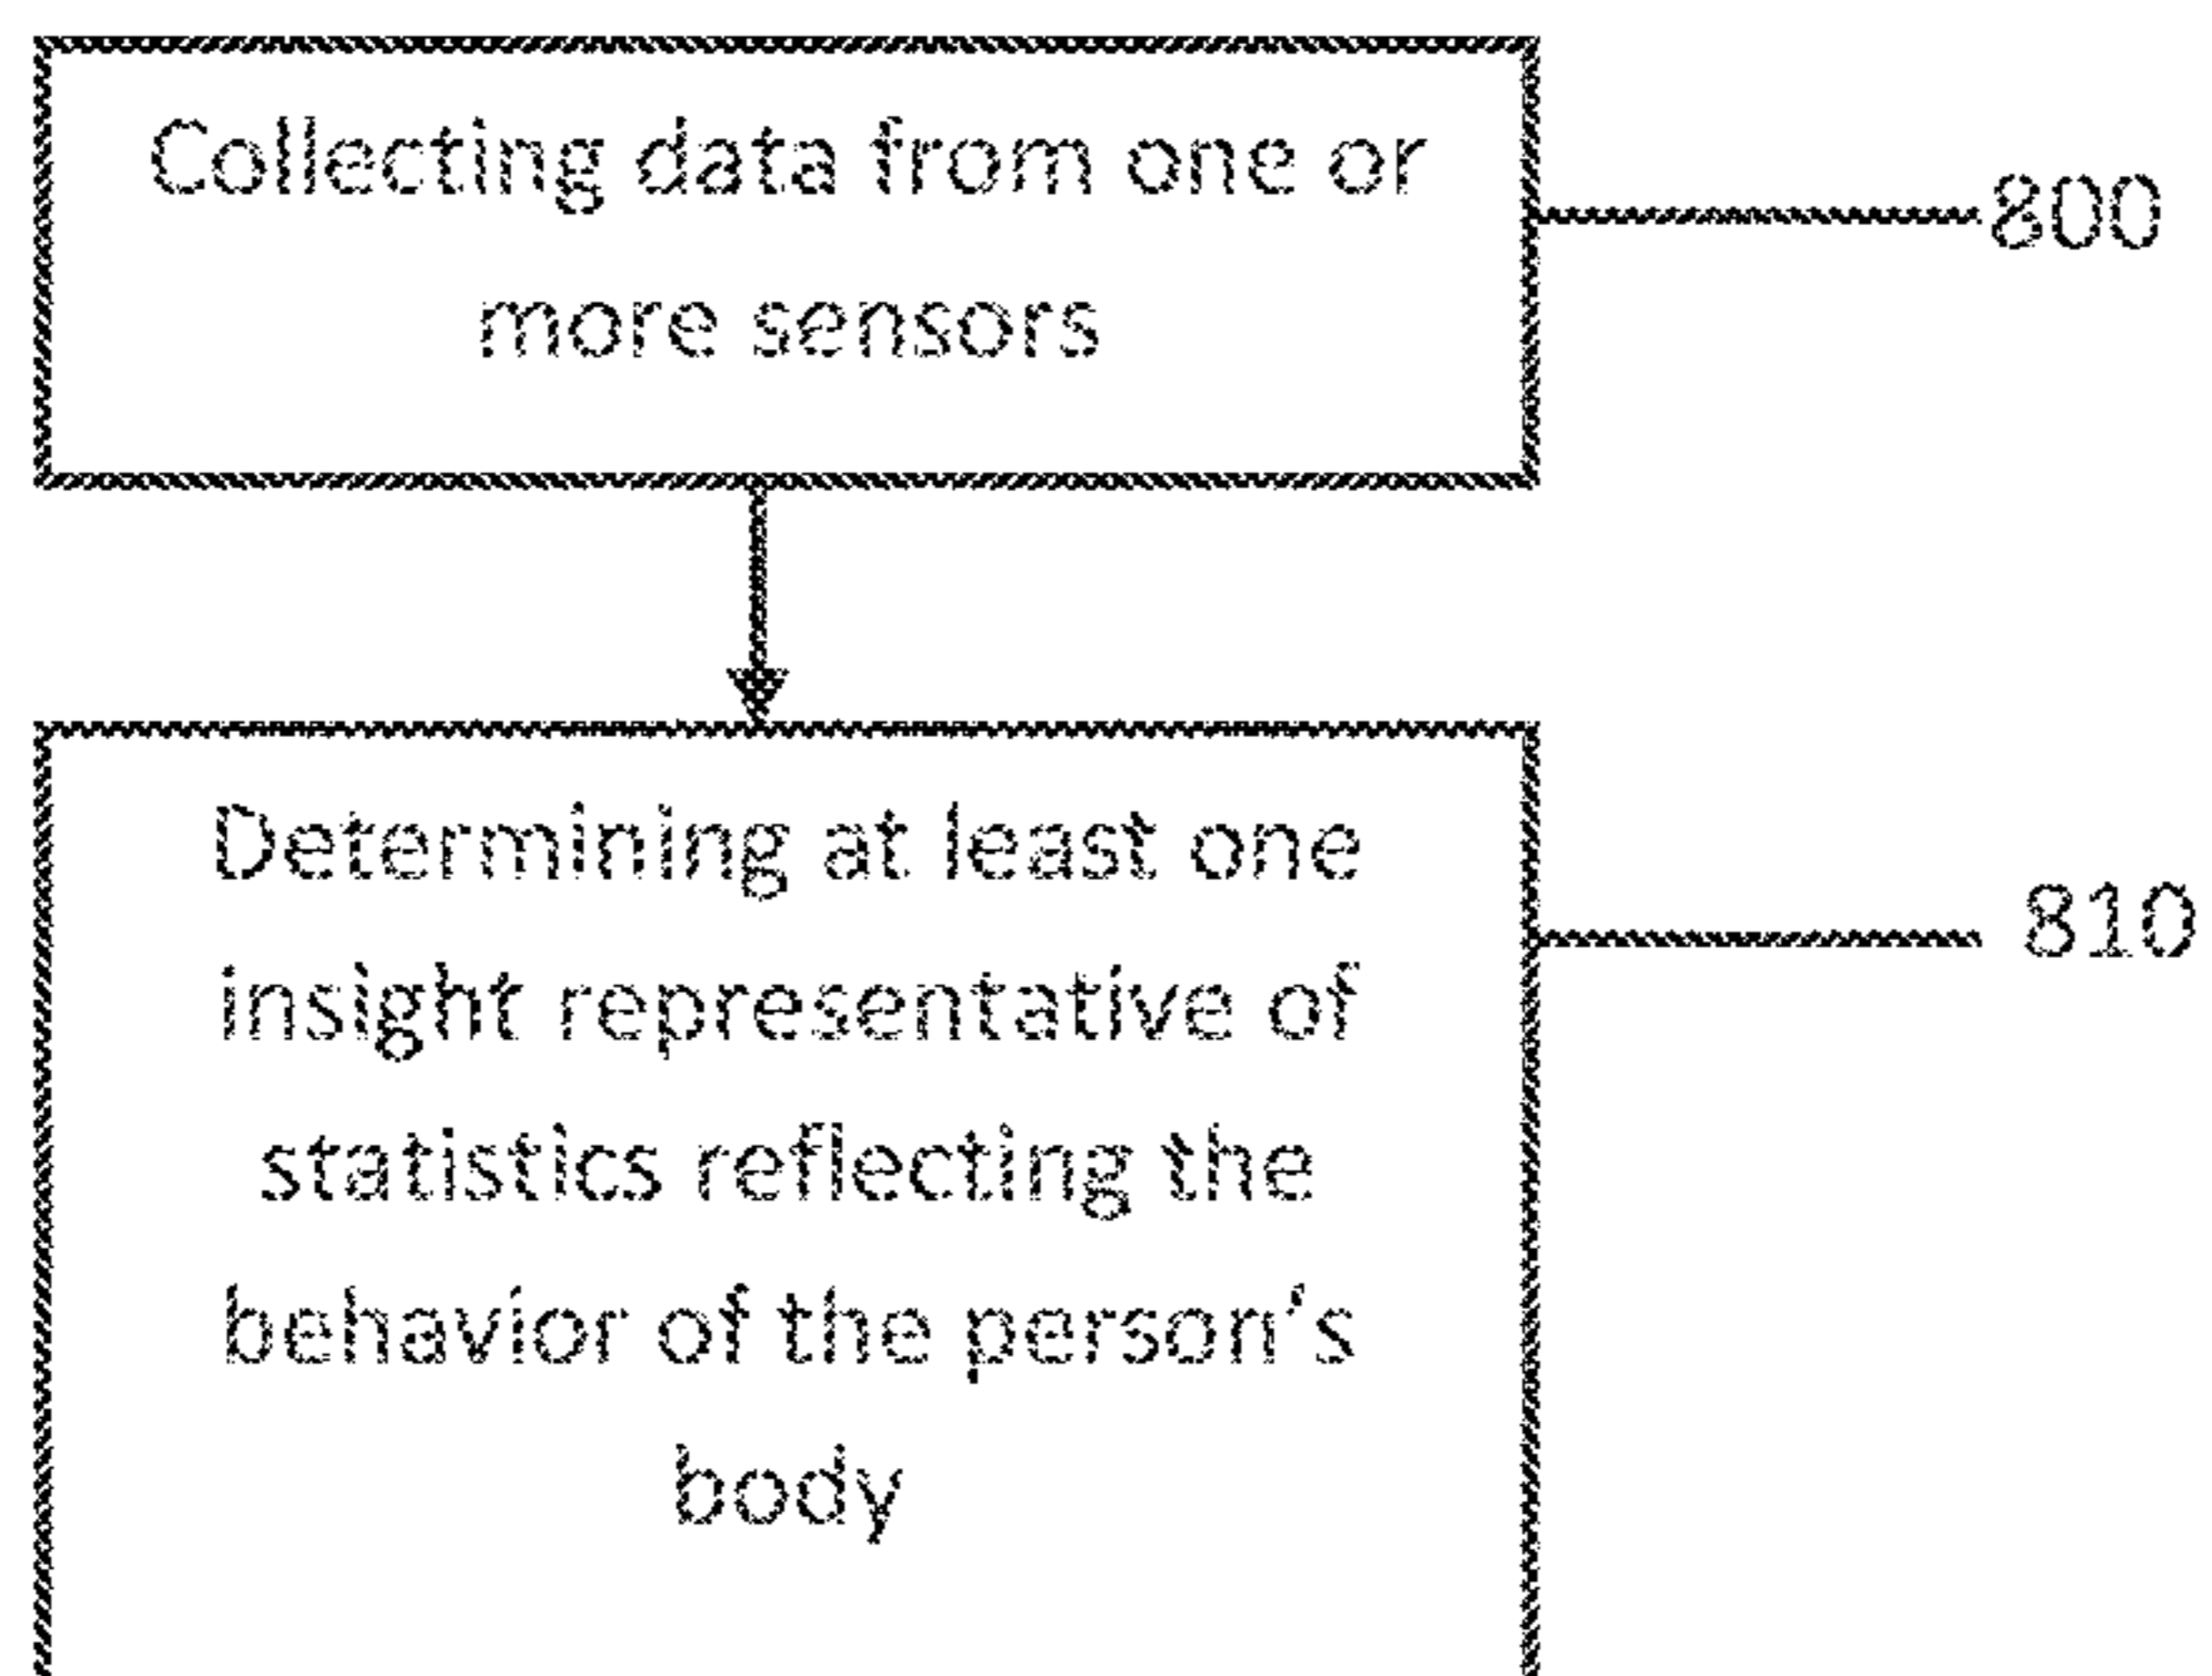 Collecting data from one or
more sensors
800
Determining at least one
insight representative of
statistics reflecting the
behavior of the person's
body
810